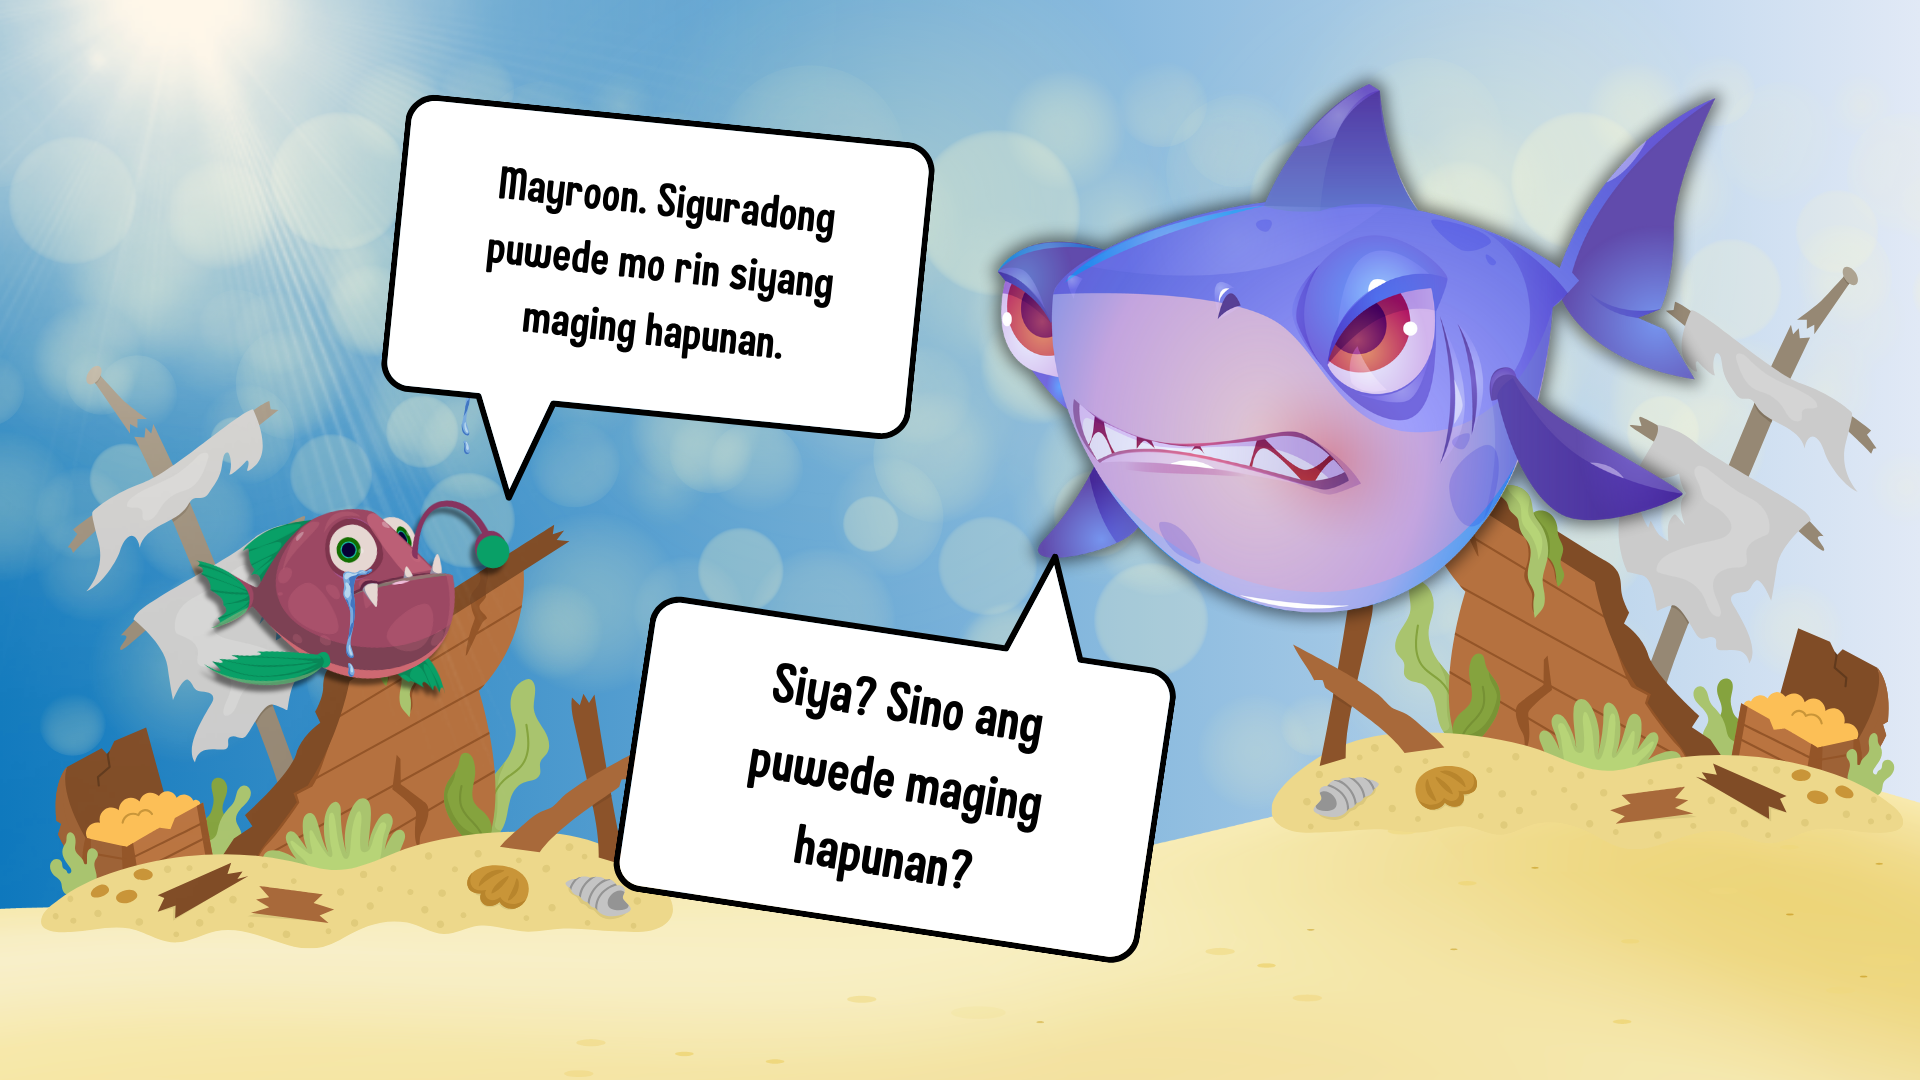 Mayroon. Siguradong
puwede mo rin siyang
maging hapunan.
Siya? Sino ang
puwede maging
hapunan?